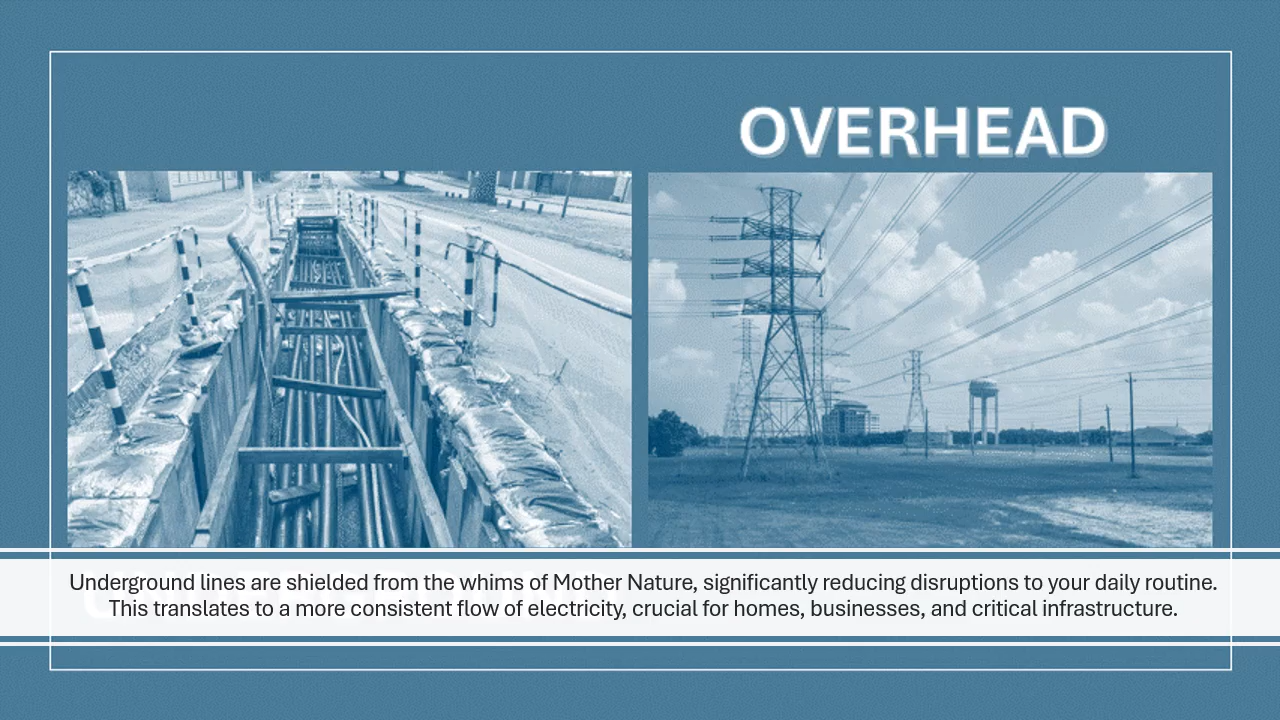 OVERHEAD
Underground lines are shielded from the whims of Mother Nature, significantly reducing disruptions to your daily routine.
This translates to a more consistent flow of electricity, crucial for homes, businesses, and critical infrastructure.